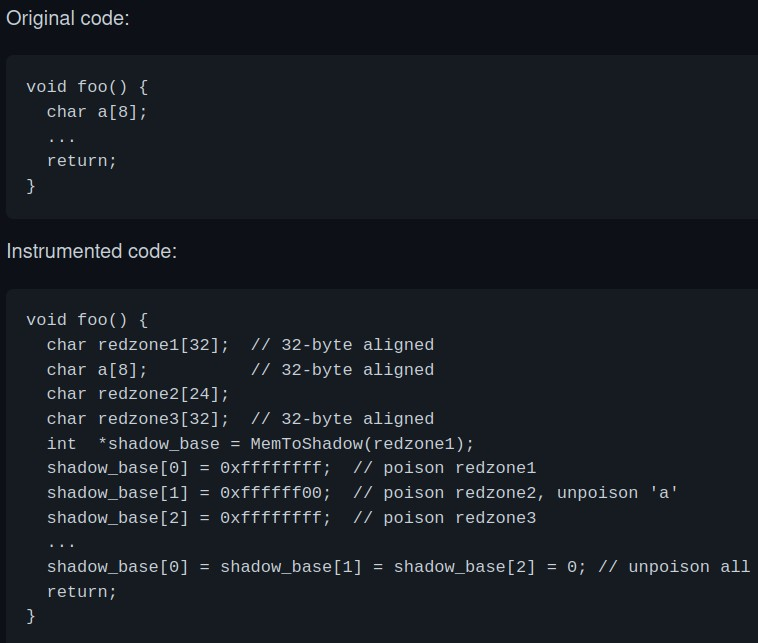 Original code:
void foo() {
  char a[8];
  ...
  return;
}
Instrumented code:
void foo() {
  char redzone1[32];  // 32-byte aligned
  char a[8];          // 32-byte aligned
  char redzone2[24];
  char redzone3[32];  // 32-byte aligned
  int  *shadow_base = MemToShadow(redzone1);
  shadow_base[0] = 0xffffffff;  // poison redzone1
  shadow_base[1] = 0xffffff00;  // poison redzone2, unpoison 'a'
  shadow_base[2] = 0xffffffff;  // poison redzone3
  ...
  shadow_base[0] = shadow_base[1] = shadow_base[2] = 0; // unpoison all
  return;
}